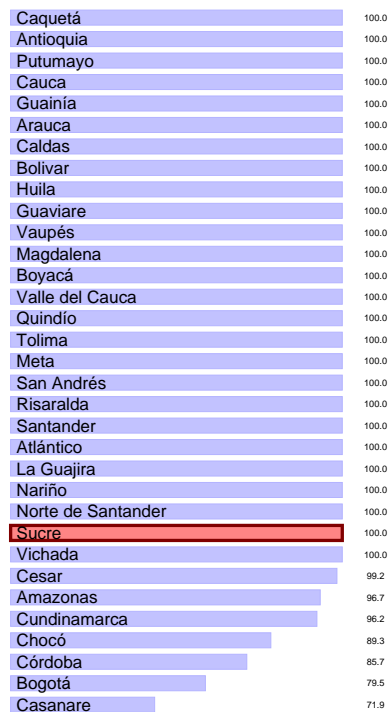 Caquetá 100.0
Antioquia 100.0
Putumayo 100.0
Cauca 100.0
Guainía 100.0
Arauca 100.0
Caldas 100.0
Bolivar 100.0
Huila 100.0
Guaviare 100.0
Vaupés 100.0
Magdalena 100.0
Boyacá 100.0
Valle del Cauca 100.0
Quindío 100.0
Tolima 100.0
Meta 100.0
San Andrés 100.0
Risaralda 100.0
Santander 100.0
Atlántico 100.0
La Guajira 100.0
Nariño 100.0
Norte de Santander 100.0
Sucre 100.0
Vichada 100.0
Cesar 99.2
Amazonas 96.7
Cundinamarca 96.2
Chocó 89.3
Córdoba 85.7
Bogotá 79.5
Casanare 71.9